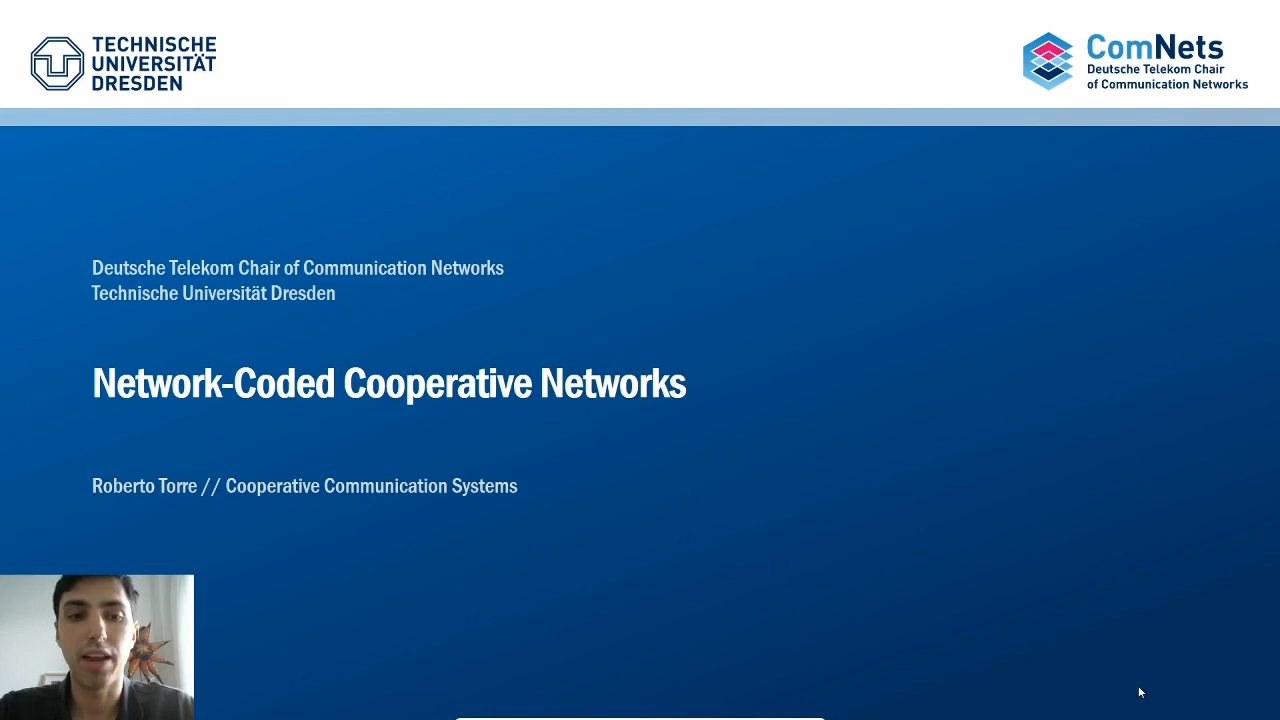 TECHNISCHE
UNIVERSITÄT
DRESDEN
ComNets
Deutsche Telekom Chair
of Communication Networks
Deutsche Telekom Chair of Communication Networks
Technische Universität Dresden
Network-Coded Cooperative Networks
Roberto Torre // Cooperative Communication Systems